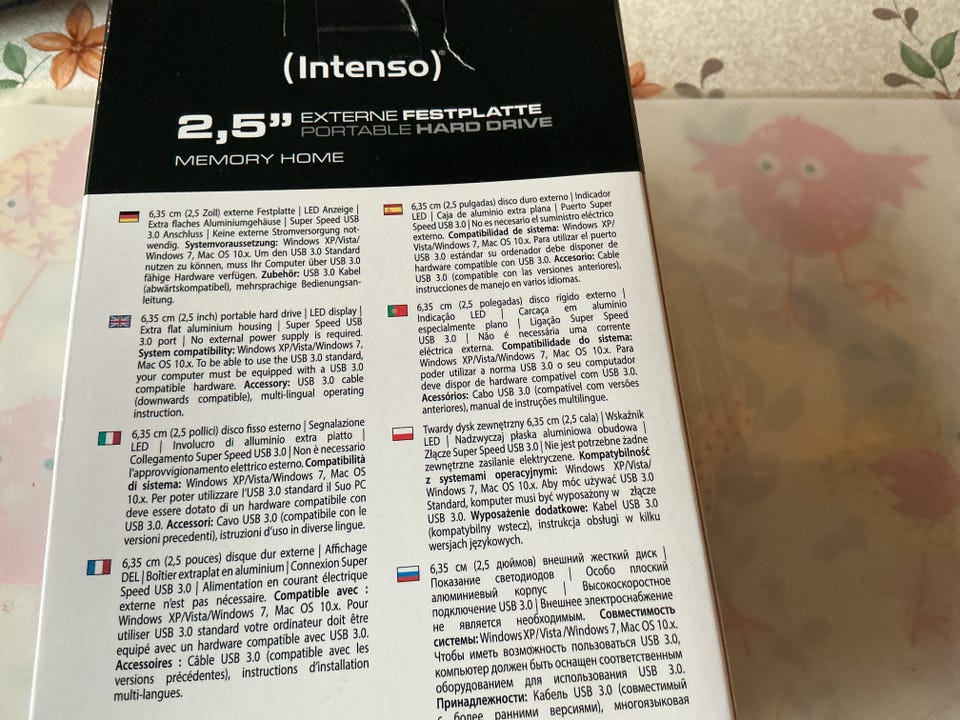 (Intenso)®
2,5” EXTERNE FESTPLATTE
PORTABLE HARD DRIVE
MEMORY HOME
6,35 cm (2,5 Zoll) externe Festplatte | LED Anzeige |
Extra flaches Aluminiumgehäuse | Super Speed USB
3.0 Anschluss | Keine externe Stromversorgung not-
wendig. Systemvoraussetzung: Windows XP/Vista/
Windows 7, Mac OS 10.x. Um den USB 3.0 Standard
nutzen zu können, muss Ihr Computer über USB 3.0
fähige Hardware verfügen. Zubehör: USB 3.0 Kabel
(abwärtskompatibel), mehrsprachige Bedienungsan-
leitung.
6,35 cm (2,5 inch) portable hard drive | LED display |
Extra flat aluminium housing | Super Speed USB
3.0 port | No external power supply is required.
System compatibility: Windows XP/Vista/Windows 7,
Mac OS 10.x. To be able to use the USB 3.0 standard,
your computer must be equipped with a USB 3.0
compatible hardware. Accessory: USB 3.0 cable
(downwards compatible), multi-lingual operating
instruction.
6,35 cm (2,5 pollici) disco fisso esterno | Segnalazione
LED | Involucro di alluminio extra piatto |
Collegamento Super Speed USB 3.0 | Non è necessario
l’approvvigionamento elettrico esterno. Compatibilità
di sistema: Windows XP/Vista/Windows 7, Mac OS
10.x. Per poter utilizzare l’USB 3.0 standard il Suo PC
deve essere dotato di un hardware compatible con
USB 3.0. Accessori: Cavo USB 3.0 (compatibile con le
versioni precedenti), istruzioni d’uso in diverse lingue.
6,35 cm (2,5 pouces) disque dur externe | Affichage
DEL | Boîtier extraplat en aluminium | Connexion Super
Speed USB 3.0 | Alimentation en courant électrique
externe n’est pas nécessaire. Compatible avec :
Windows XP/Vista/Windows 7, Mac OS 10.x. Pour
utiliser USB 3.0 standard votre ordinateur doit être
equipé avec un hardware compatible avec USB 3.0.
Accessoires : Câble USB 3.0 (compatible avec les
versions précédentes), instructions d’installation
multi-langues.
6,35 cm (2,5 pulgadas) disco duro externo | Indicador
LED | Caja de aluminio extra plana | Puerto Super
Speed USB 3.0 | No es necesario el suministro eléctrico
externo. Compatibilidad de sistema: Windows XP/
Vista/Windows 7, Mac OS 10.x. Para utilizar el puerto
USB 3.0 estándar su ordenador debe disponer de
hardware compatible con USB 3.0. Accesorio: Cable
USB 3.0 (compatible con las versiones anteriores),
instrucciones de manejo en varios idiomas.
6,35 cm (2,5 polegadas) disco rigido externo |
Indicação LED | Carcaça em aluminio
especialmente plano | Ligação Super Speed
USB 3.0 | Não é necessária uma corrente
eléctrica externa. Compatibilidade do sistema:
Windows XP/Vista/Windows 7, Mac OS 10.x. Para
poder utilizar a norma USB 3.0 o seu computador
deve dispor de hardware compatível com USB 3.0.
Acessórios: Cabo USB 3.0 (compatível com versões
anteriores), manual de instruções multilingue.
Twardy dysk zewnętrzny 6,35 cm (2,5 cala) | Wskaźnik
LED | Nadzwyczaj płaska aluminiowa obudowa |
Złącze Super Speed USB 3.0 | Nie jest potrzebne żadne
zewnętrzne zasilanie elektryczne. Kompatybilność
z systemami operacyjnymi: Windows XP/Vista/
Windows 7, Mac OS 10.x. Aby móc używać USB 3.0
Standard, komputer musi być wyposażony w złącze
USB 3.0. Wyposażenie dodatkowe: Kabel USB 3.0
(kompatybilny wstecz), instrukcja obsługi w kilku
wersjach językowych.
6,35 см (2,5 дюймов) внешний жесткий диск |
Показание светодиодов | Особо плоский
алюминиевый корпус | Высокоскоростное
подключение USB 3.0 | Внешнее электроснабжение
не является необходимым. Совместимость
системы: Windows XP/Vista/Windows 7, Mac OS 10.x.
Чтобы иметь возможность пользоваться USB 3.0,
компьютер должен быть оснащен соответственным
оборудованием для использования USB 3.0.
Принадлежности: Кабель USB 3.0 (совместимый
с более ранними версиями), многоязыковая